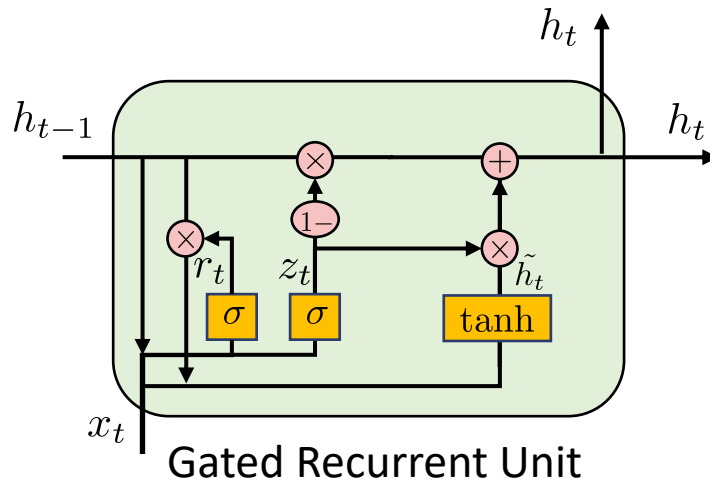 h_t
h_{t-1}
h_t
×
+
1−
×
×
r_t
z_t
h̃_t
σ
σ
tanh
x_t
Gated Recurrent Unit